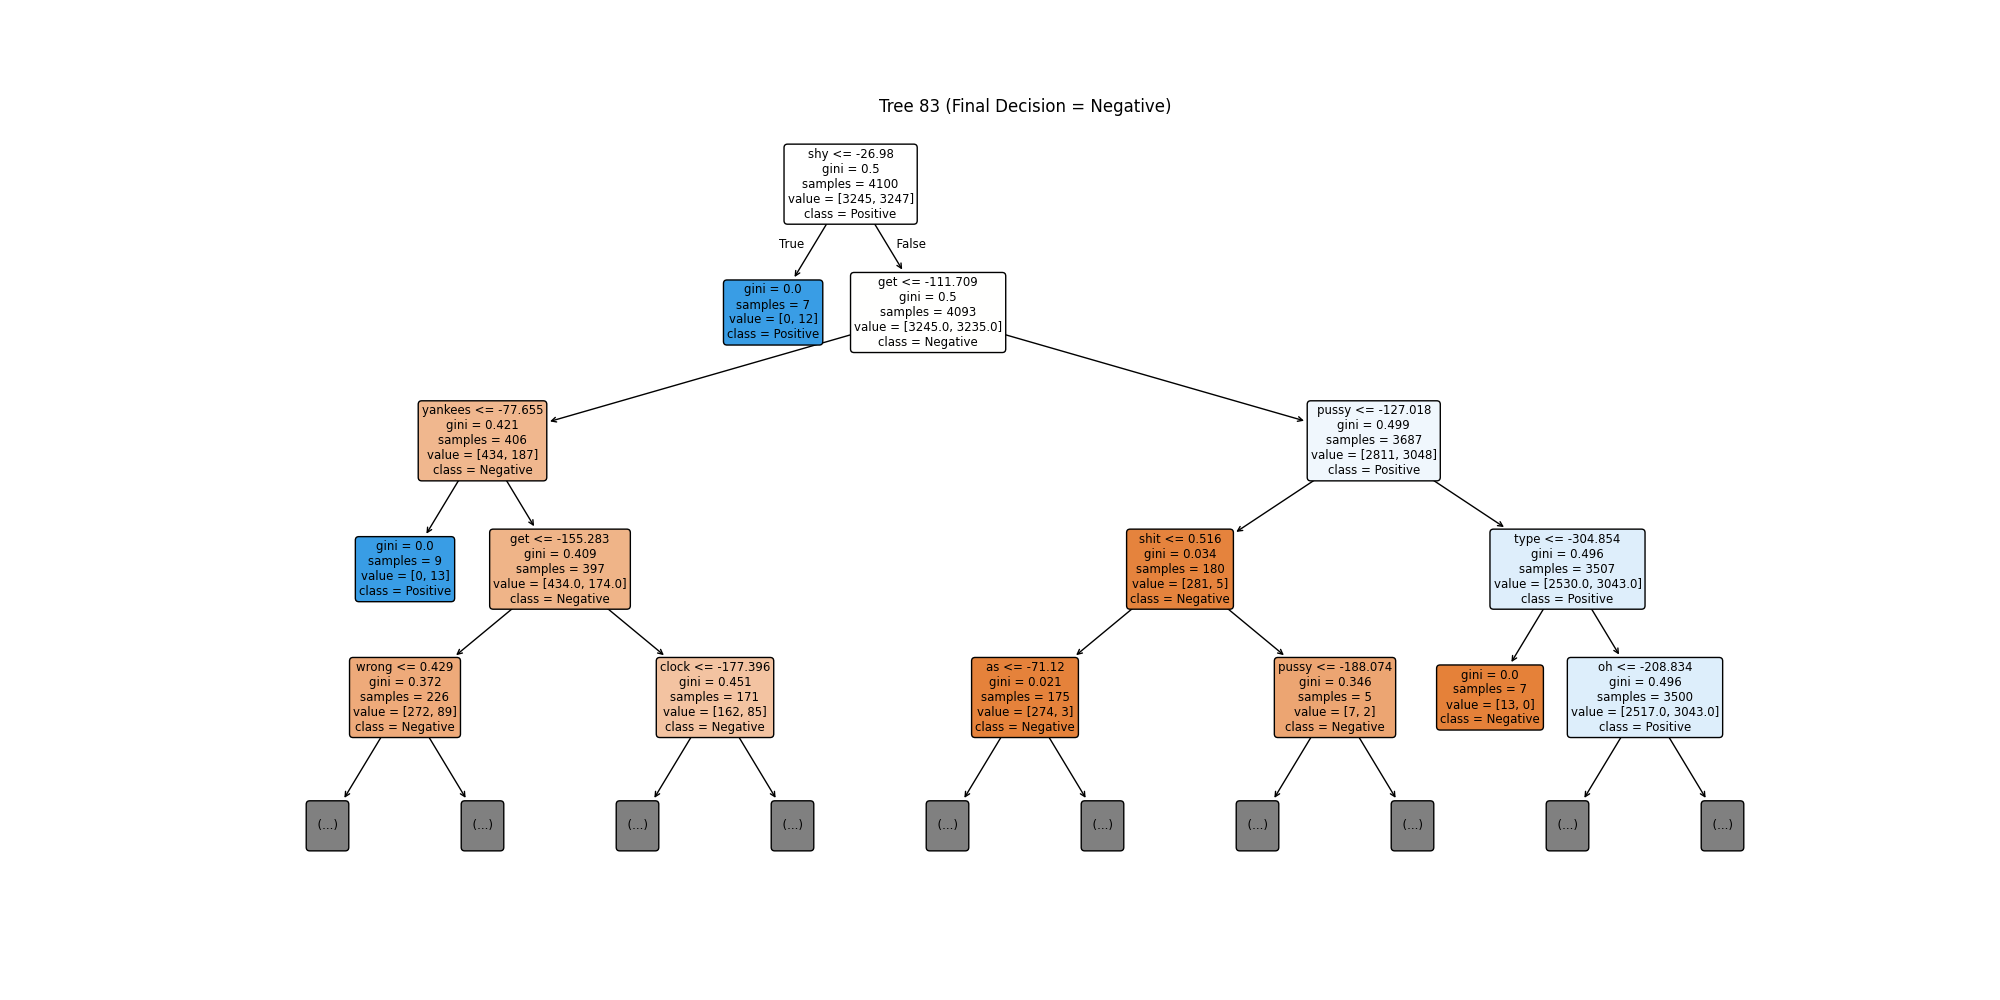 Tree 83 (Final Decision = Negative)
shy <= -26.98
gini = 0.5
samples = 4100
value = [3245, 3247]
class = Positive
True
False
gini = 0.0
samples = 7
value = [0, 12]
class = Positive
get <= -111.709
gini = 0.5
samples = 4093
value = [3245.0, 3235.0]
class = Negative
yankees <= -77.655
gini = 0.421
samples = 406
value = [434, 187]
class = Negative
pussy <= -127.018
gini = 0.499
samples = 3687
value = [2811, 3048]
class = Positive
gini = 0.0
samples = 9
value = [0, 13]
class = Positive
get <= -155.283
gini = 0.409
samples = 397
value = [434.0, 174.0]
class = Negative
shit <= 0.516
gini = 0.034
samples = 180
value = [281, 5]
class = Negative
type <= -304.854
gini = 0.496
samples = 3507
value = [2530.0, 3043.0]
class = Positive
wrong <= 0.429
gini = 0.372
samples = 226
value = [272, 89]
class = Negative
clock <= -177.396
gini = 0.451
samples = 171
value = [162, 85]
class = Negative
as <= -71.12
gini = 0.021
samples = 175
value = [274, 3]
class = Negative
pussy <= -188.074
gini = 0.346
samples = 5
value = [7, 2]
class = Negative
gini = 0.0
samples = 7
value = [13, 0]
class = Negative
oh <= -208.834
gini = 0.496
samples = 3500
value = [2517.0, 3043.0]
class = Positive
(...)
(...)
(...)
(...)
(...)
(...)
(...)
(...)
(...)
(...)